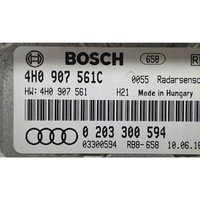 BOSCH 658
4H0 907 561C 0055 Radarsenso
HW: 4H0 907 561 H21 Made in Hungary
0 203 300 594
03300594 RB8-658 10.06.16